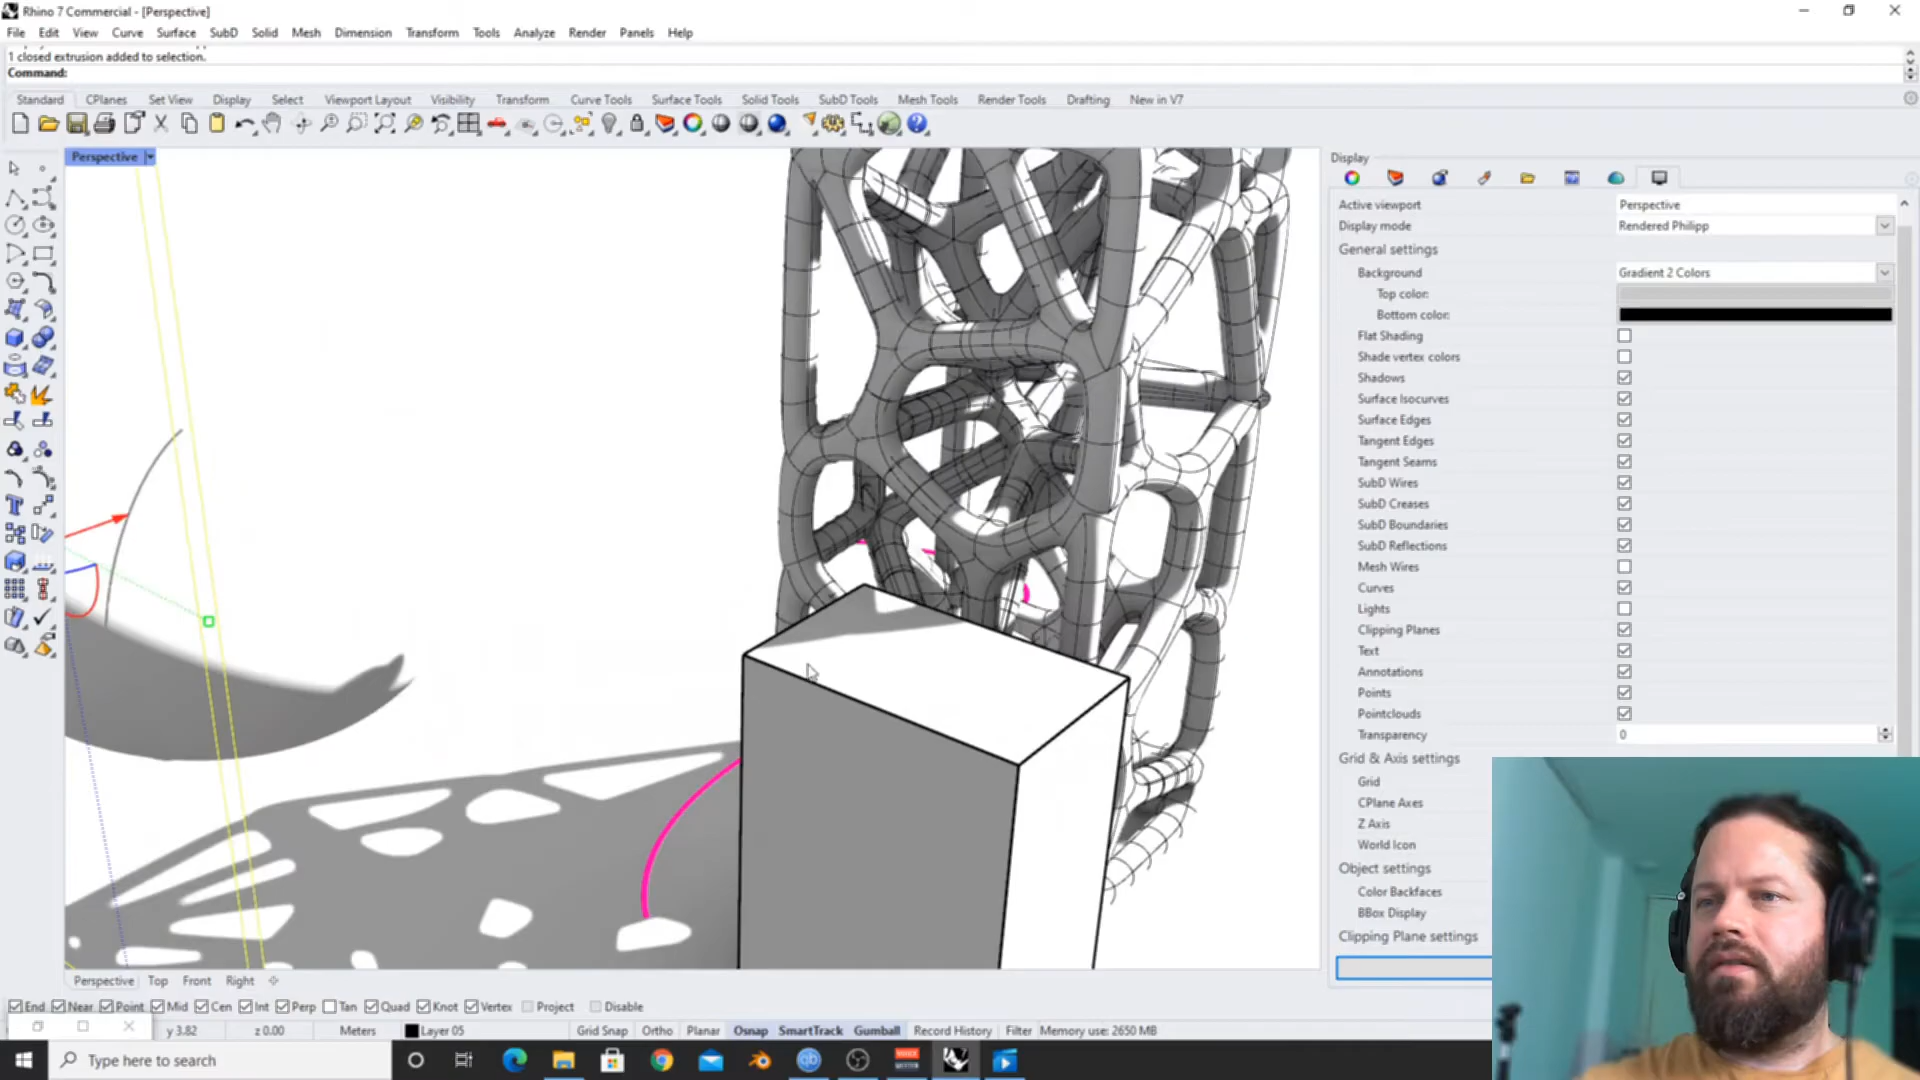 Rhino 7 Commercial - [Perspective]
File Edit View Curve Surface SubD Solid Mesh Dimension Transform Tools Analyze Render Panels Help
1 closed extrusion added to selection.
Command:
Standard CPlanes Set View Display Select Viewport Layout Visibility Transform Curve Tools Surface Tools Solid Tools SubD Tools Mesh Tools Render Tools Drafting New in V7
Perspective
Display
Active viewport Perspective
Display mode Rendered Philipp
General settings
Background Gradient 2 Colors
Top color:
Bottom color:
Flat Shading
Shade vertex colors
Shadows
Surface Isocurves
Surface Edges
Tangent Edges
Tangent Seams
SubD Wires
SubD Creases
SubD Boundaries
SubD Reflections
Mesh Wires
Curves
Lights
Clipping Planes
Text
Annotations
Points
Pointclouds
Transparency 0
Grid & Axis settings
Grid
CPlane Axes
Z Axis
World Icon
Object settings
Color Backfaces
BBox Display
Clipping Plane settings
Perspective Top Front Right
End Near Point Mid Cen Int Perp Tan Quad Knot Vertex Project Disable
y 3.82 z 0.00 Meters Layer 05 Grid Snap Ortho Planar Osnap SmartTrack Gumball Record History Filter Memory use: 2650 MB
Type here to search